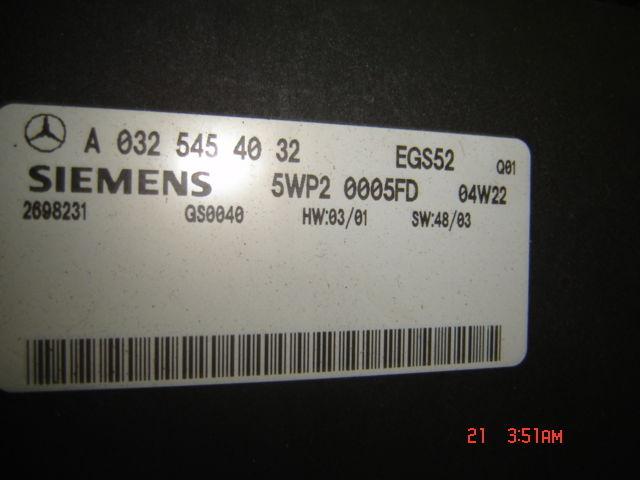 A 032 545 40 32 EGS52 Q01
SIEMENS 5WP2 0005FD 04W22
2698231 GS0040 HW:03/01 SW:48/03
21 3:51AM